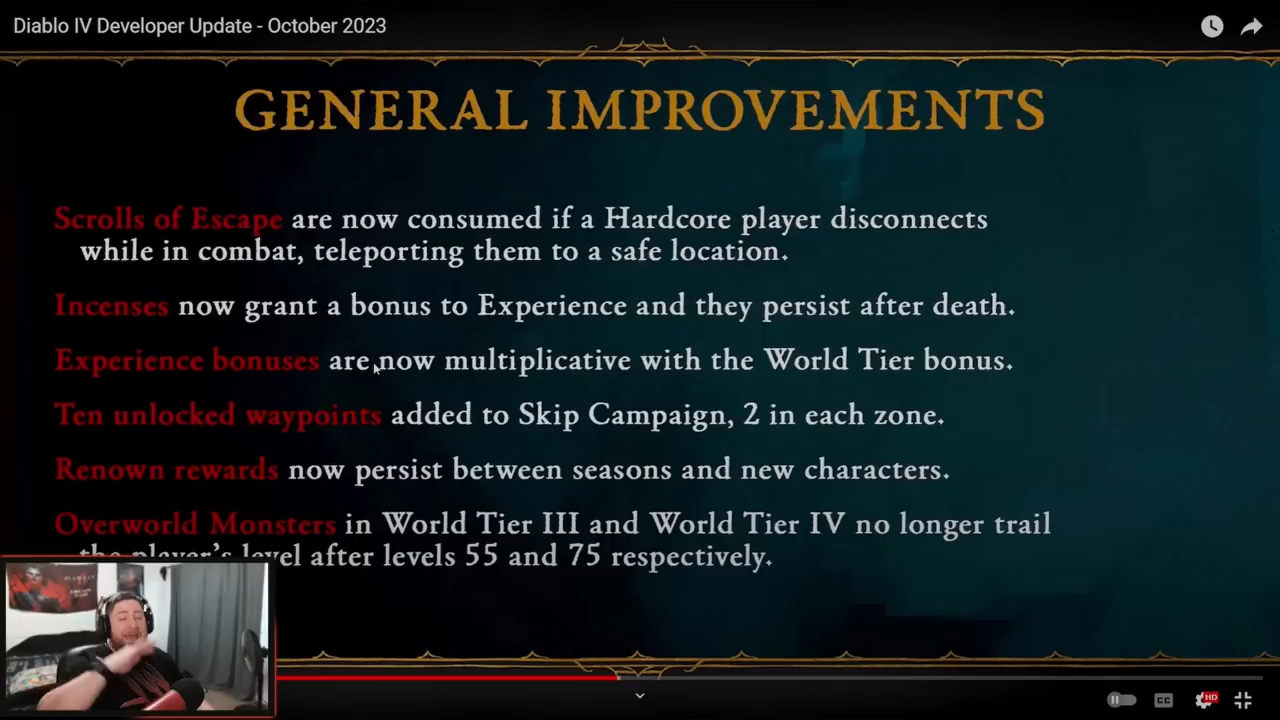 Diablo IV Developer Update - October 2023
GENERAL IMPROVEMENTS
Scrolls of Escape are now consumed if a Hardcore player disconnects
while in combat, teleporting them to a safe location.
Incenses now grant a bonus to Experience and they persist after death.
Experience bonuses are now multiplicative with the World Tier bonus.
Ten unlocked waypoints added to Skip Campaign, 2 in each zone.
Renown rewards now persist between seasons and new characters.
Overworld Monsters in World Tier III and World Tier IV no longer trail
the player's level after levels 55 and 75 respectively.
CC
HD